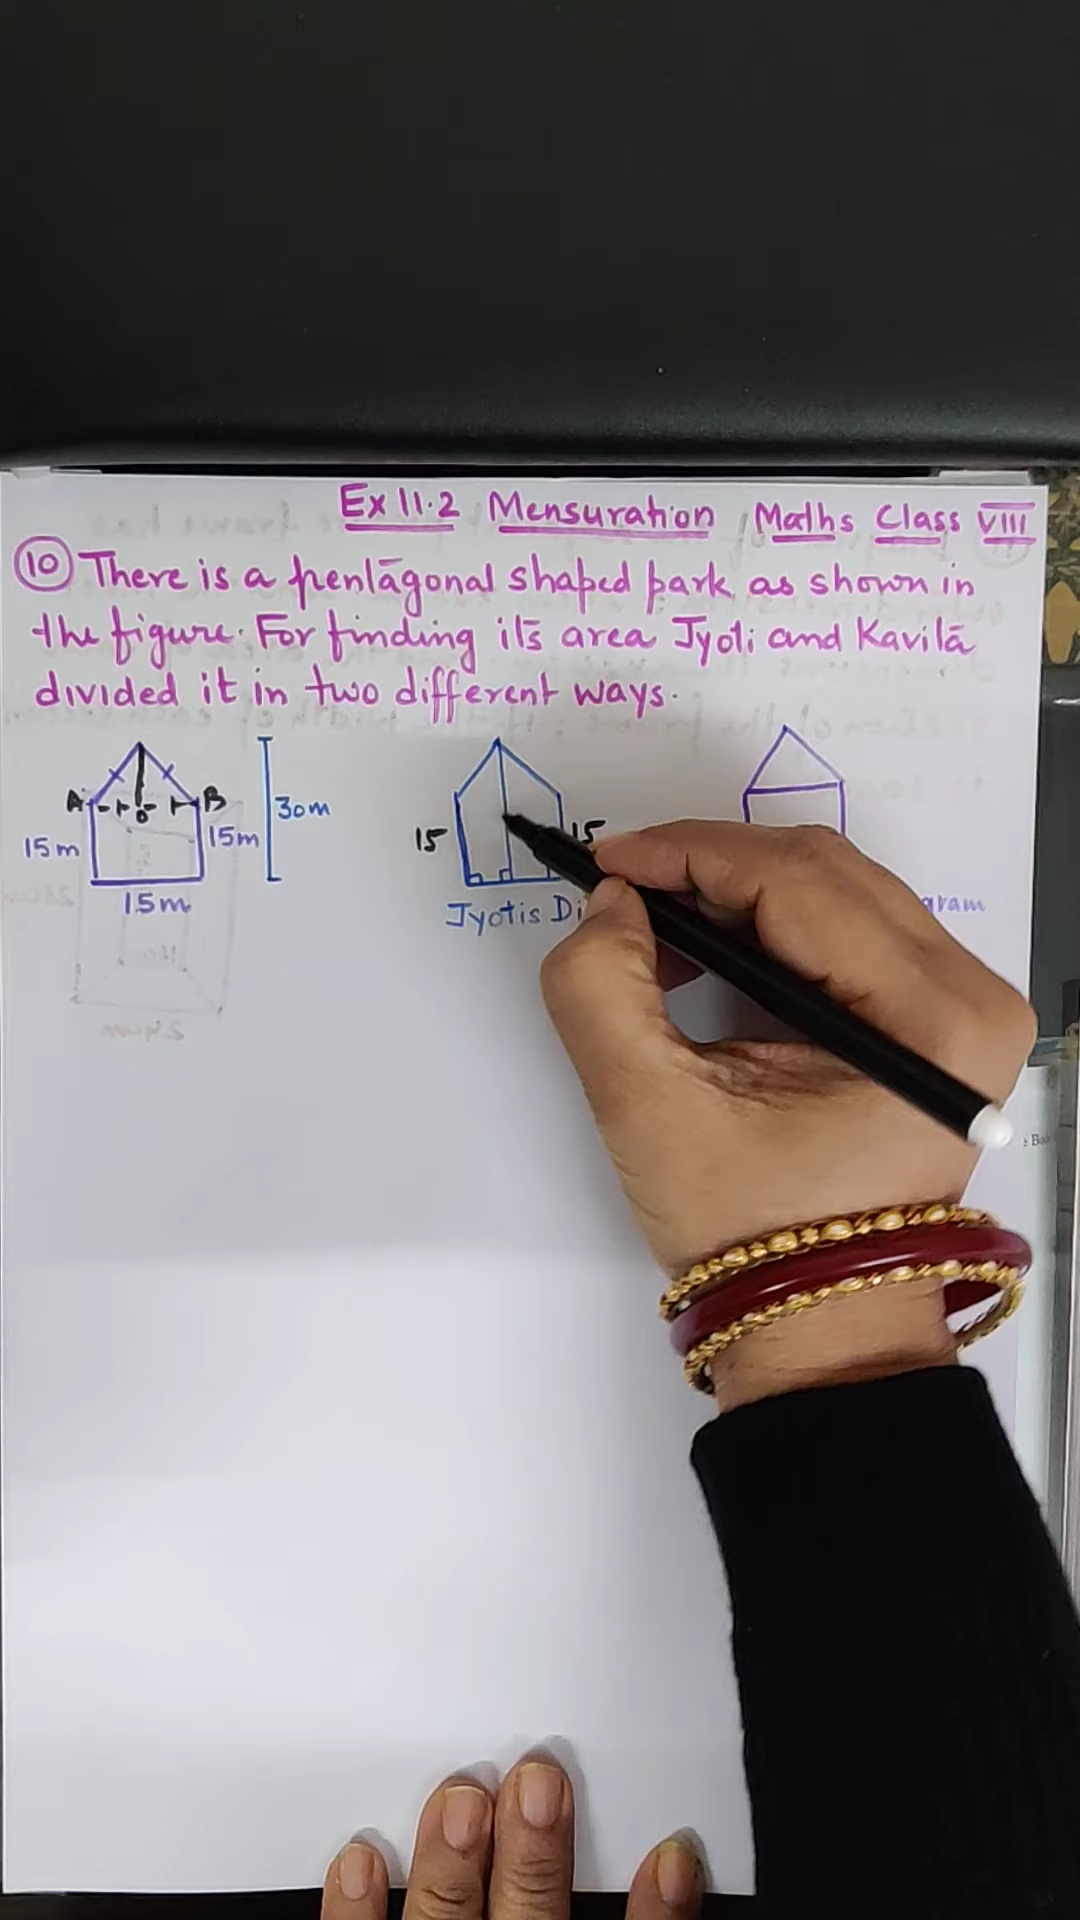 Ex 11.2 Mensuration Maths Class VIII
10 There is a pentagonal shaped park as shown in
the figure. For finding its area Jyoti and Kavita
divided it in two different ways.
A O B
15m 15m 30m
15m
15 15
Jyotis Di
gram
24cm